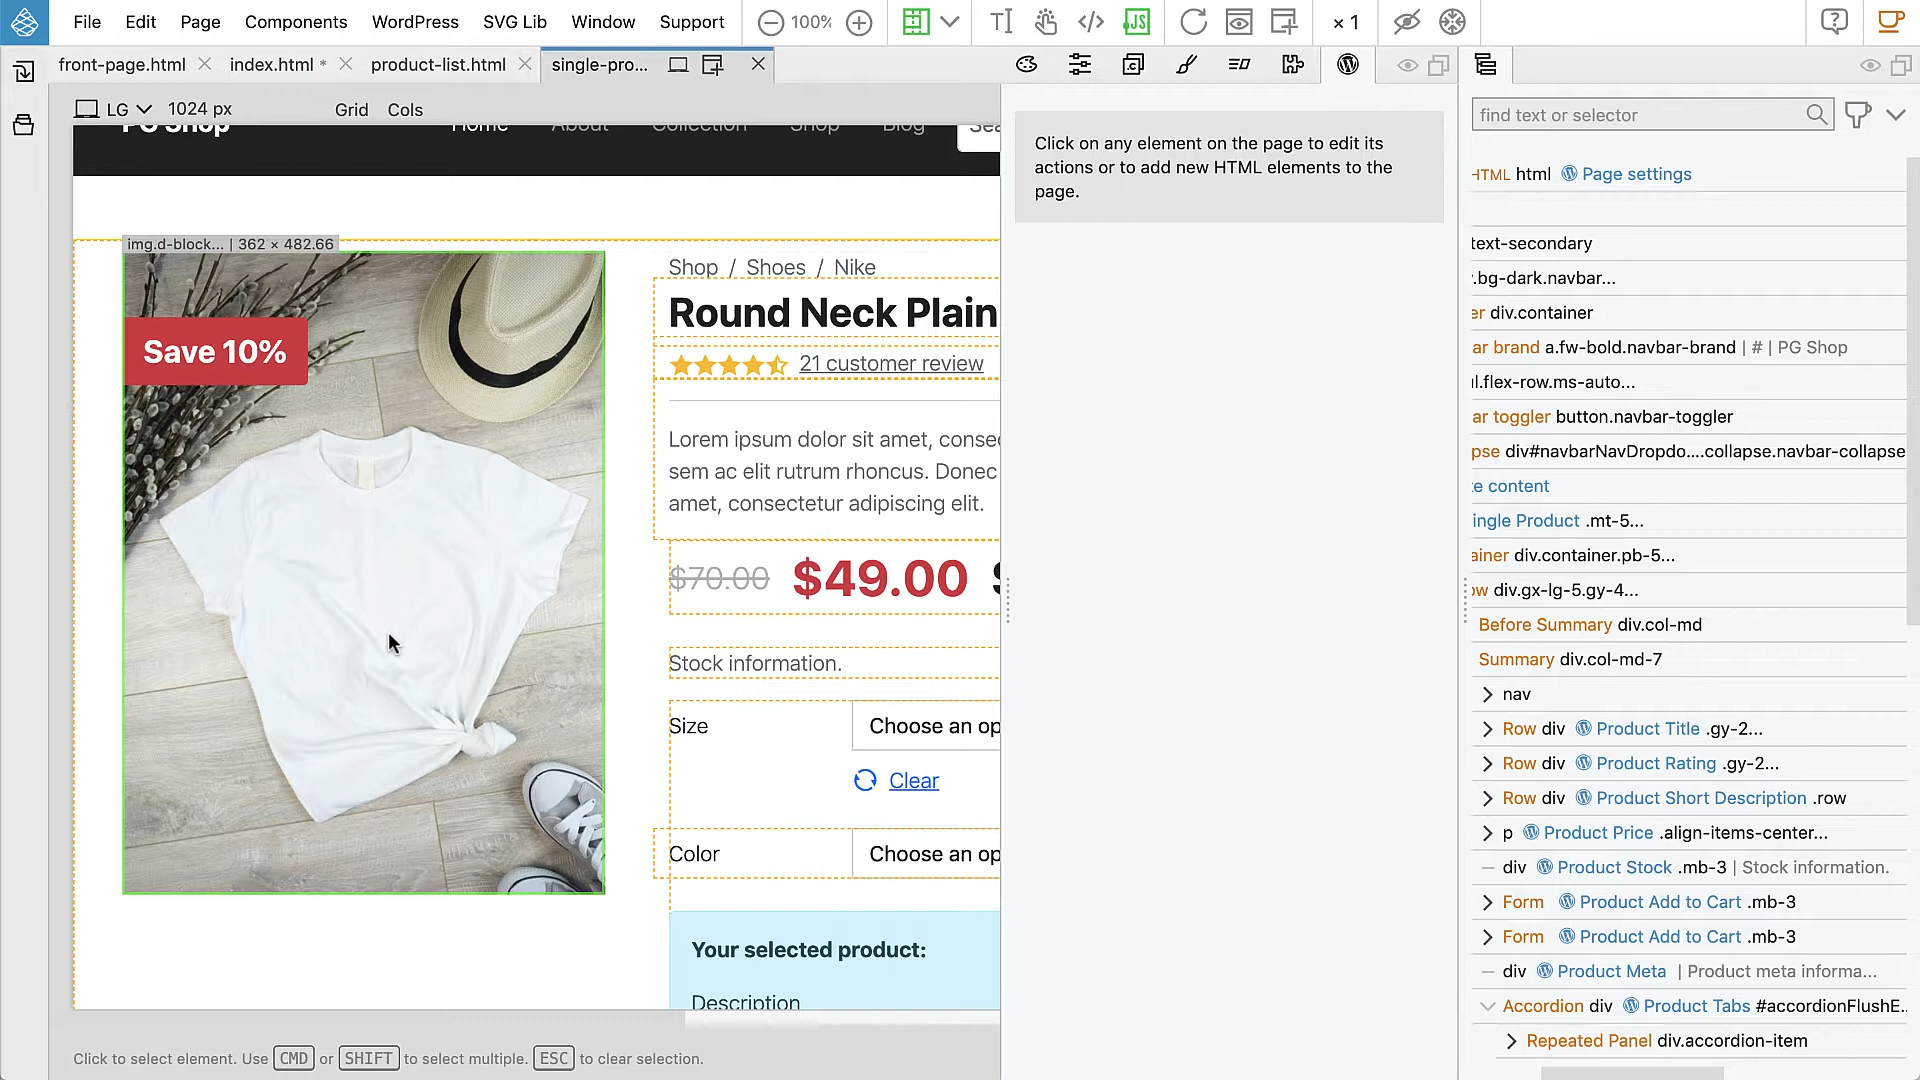 File Edit Page Components WordPress SVG Lib Window Support 100% JS × 1
front-page.html index.html * product-list.html single-pro...
LG 1024 px Grid Cols
PG Shop Home About Collection Shop Blog Sea
img.d-block... | 362 × 482.66
Save 10%
Shop / Shoes / Nike
Round Neck Plain
21 customer review
Lorem ipsum dolor sit amet, consec
sem ac elit rutrum rhoncus. Donec
amet, consectetur adipiscing elit.
$70.00 $49.00
Stock information.
Size Choose an op
Clear
Color Choose an op
Your selected product:
Description
Click to select element. Use CMD or SHIFT to select multiple. ESC to clear selection.
Click on any element on the page to edit its
actions or to add new HTML elements to the
page.
find text or selector
HTML html Page settings
text-secondary
.bg-dark.navbar...
er div.container
ar brand a.fw-bold.navbar-brand | # | PG Shop
l.flex-row.ms-auto...
ar toggler button.navbar-toggler
pse div#navbarNavDropdo....collapse.navbar-collapse
te content
ingle Product .mt-5...
ainer div.container.pb-5...
ow div.gx-lg-5.gy-4...
Before Summary div.col-md
Summary div.col-md-7
nav
Row div Product Title .gy-2...
Row div Product Rating .gy-2...
Row div Product Short Description .row
p Product Price .align-items-center...
div Product Stock .mb-3 | Stock information.
Form Product Add to Cart .mb-3
Form Product Add to Cart .mb-3
div Product Meta | Product meta informa...
Accordion div Product Tabs #accordionFlushE..
Repeated Panel div.accordion-item